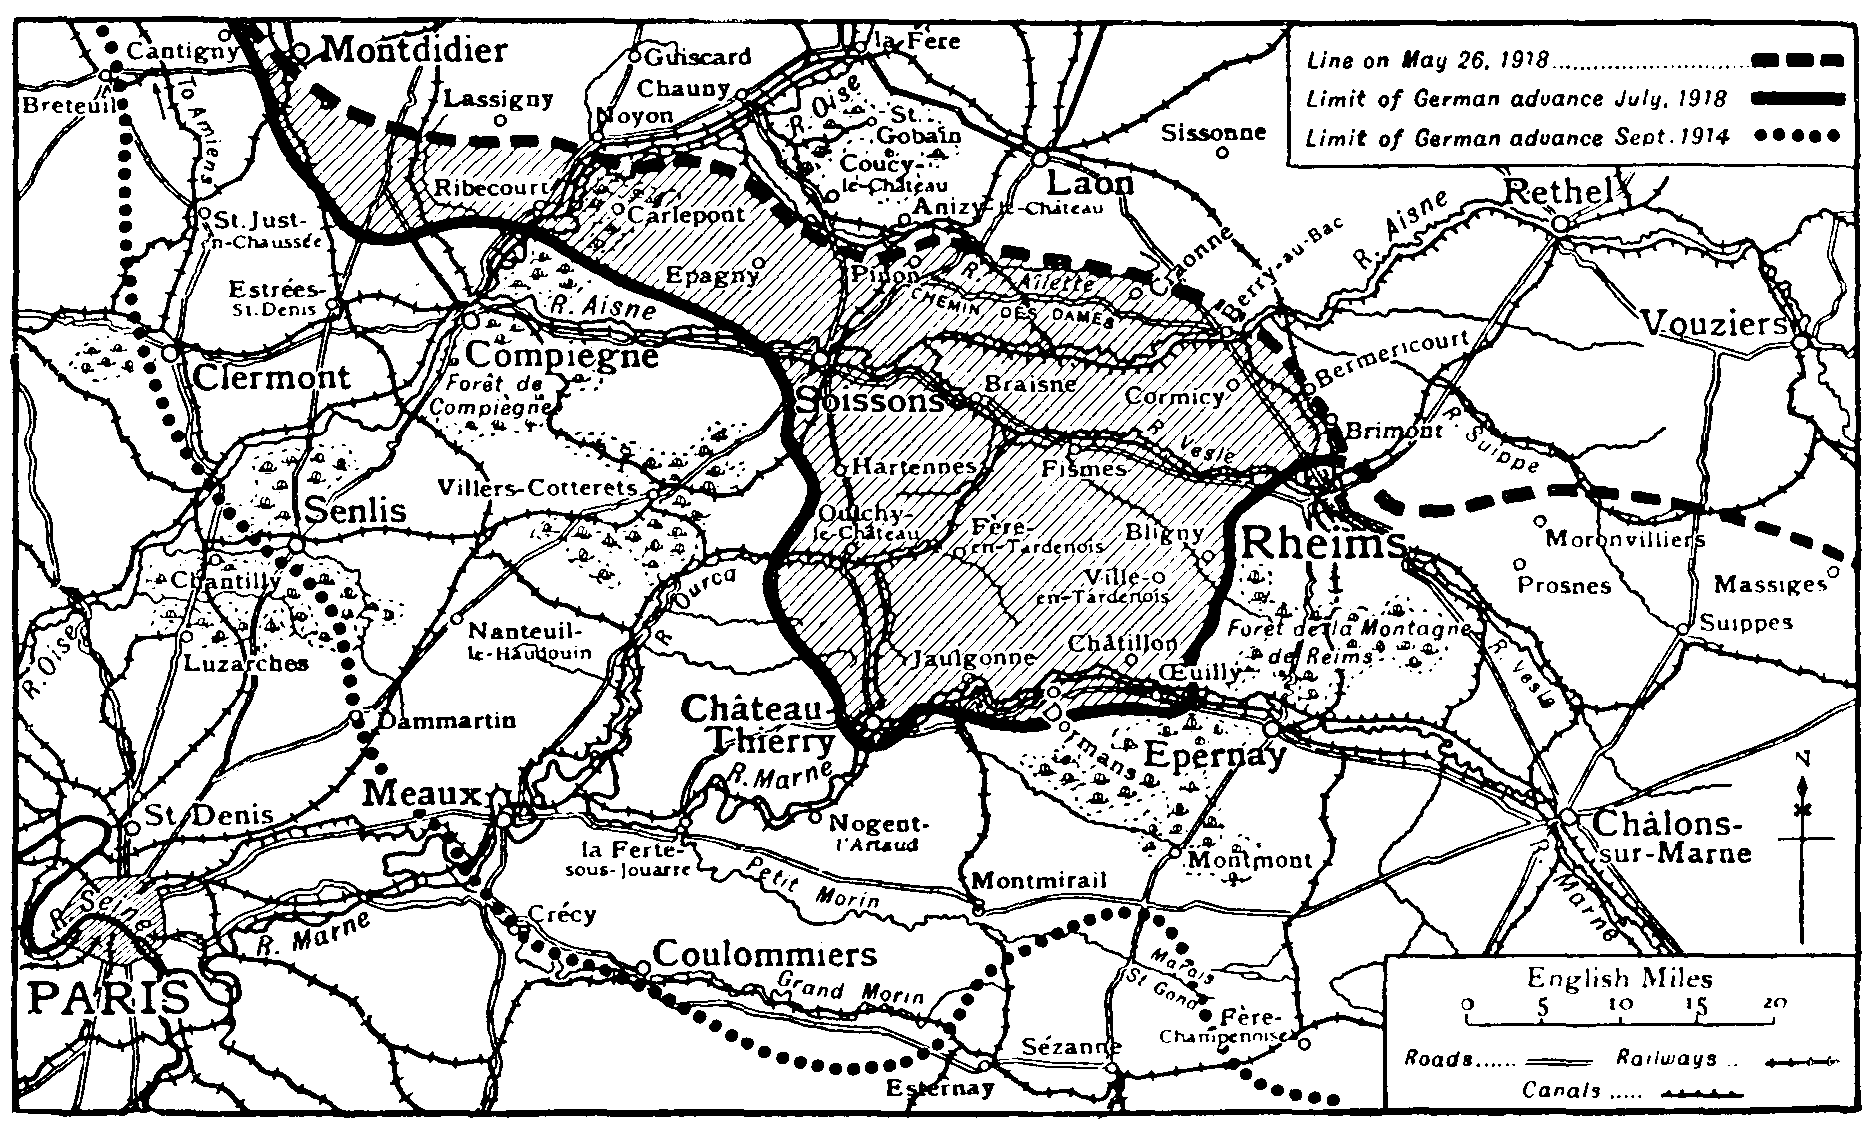 Line on May 26, 1918
Limit of German advance July, 1918
Limit of German advance Sept. 1914
Cantigny
Montdidier
Guiscard
la Fère
Chauny
Breteuil
To Amiens
Lassigny
Noyon
R. Oise
St.
Gobain
Sissonne
Coucy-
le-Château
Laon
Rethel
Ribecourt
Carlepont
Anizy-le-Château
St. Just-
n-Chaussée
Epagny
Pinon
R. Ailette
Craonne
Berry-au-Bac
R. Aisne
Estrées-
St. Denis
R. Aisne
CHEMIN DES DAMES
Vouziers
Compiègne
Clermont
Forêt de
Compiègne
Soissons
Braisne
Cormicy
Bermericourt
R. Suippe
Brimont
R. Vesle
Hartennes
Fismes
Villers-Cotterets
Senlis
Oulchy-
le-Château
Fère-
en-Tardenois
Bligny
Rheims
Moronvilliers
Prosnes
Massiges
Chantilly
R. Ourcq
Ville-
en-Tardenois
Nanteuil-
le-Haudouin
Suippes
R. Oise
Luzarches
Jaulgonne
Châtillon
Forêt de la Montagne
de Reims
Œuilly
R. Vesle
Dammartin
Château-
Thierry
Dormans
Epernay
R. Marne
N
Meaux
St. Denis
Nogent-
l'Artaud
la Ferte-
sous-Jouarre
Châlons-
sur-Marne
Montmont
Petit Morin
Montmirail
R. Marne
R. Seine
R. Marne
Crécy
Coulommiers
Marais
St Gond
Grand Morin
PARIS
Fère-
Champenoise
Sézanne
Esternay
English Miles
0 5 10 15 20
Roads Railways
Canals